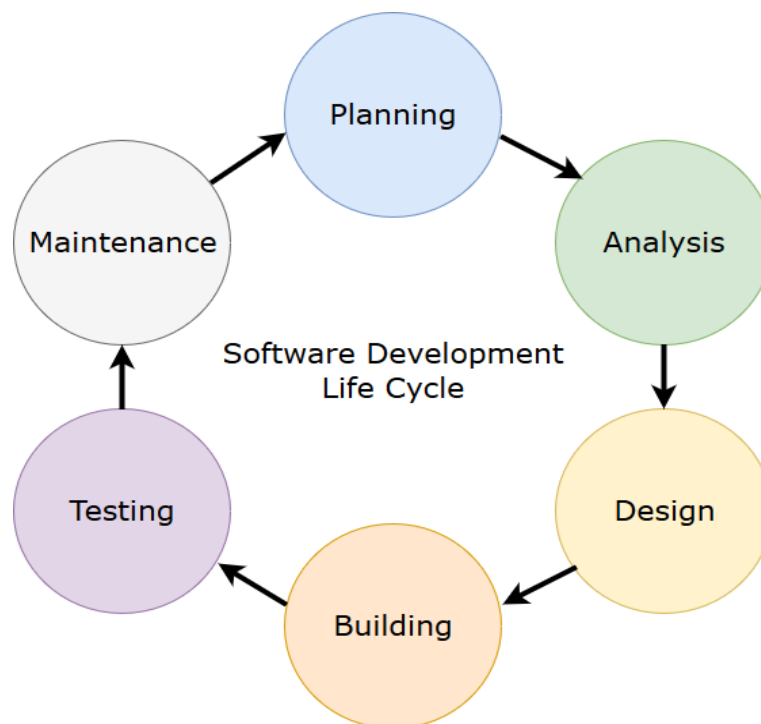 Planning
Maintenance
Analysis
Software Development
Life Cycle
Testing
Design
Building